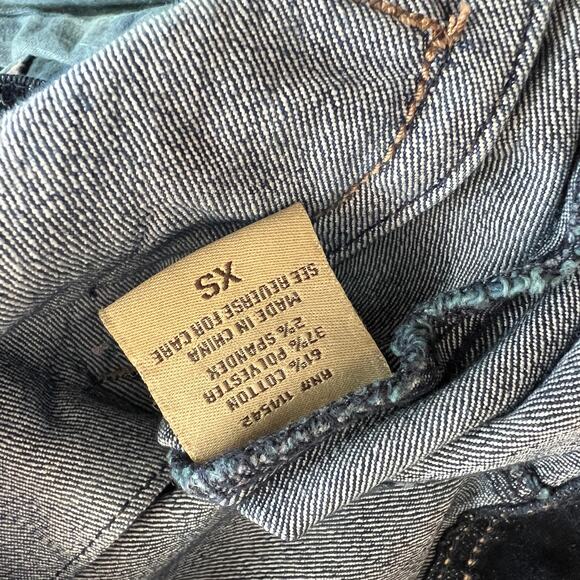 RN# 114542
61% COTTON
37% POLYESTER
2% SPANDEX
MADE IN CHINA
SEE REVERSE FOR CARE
XS